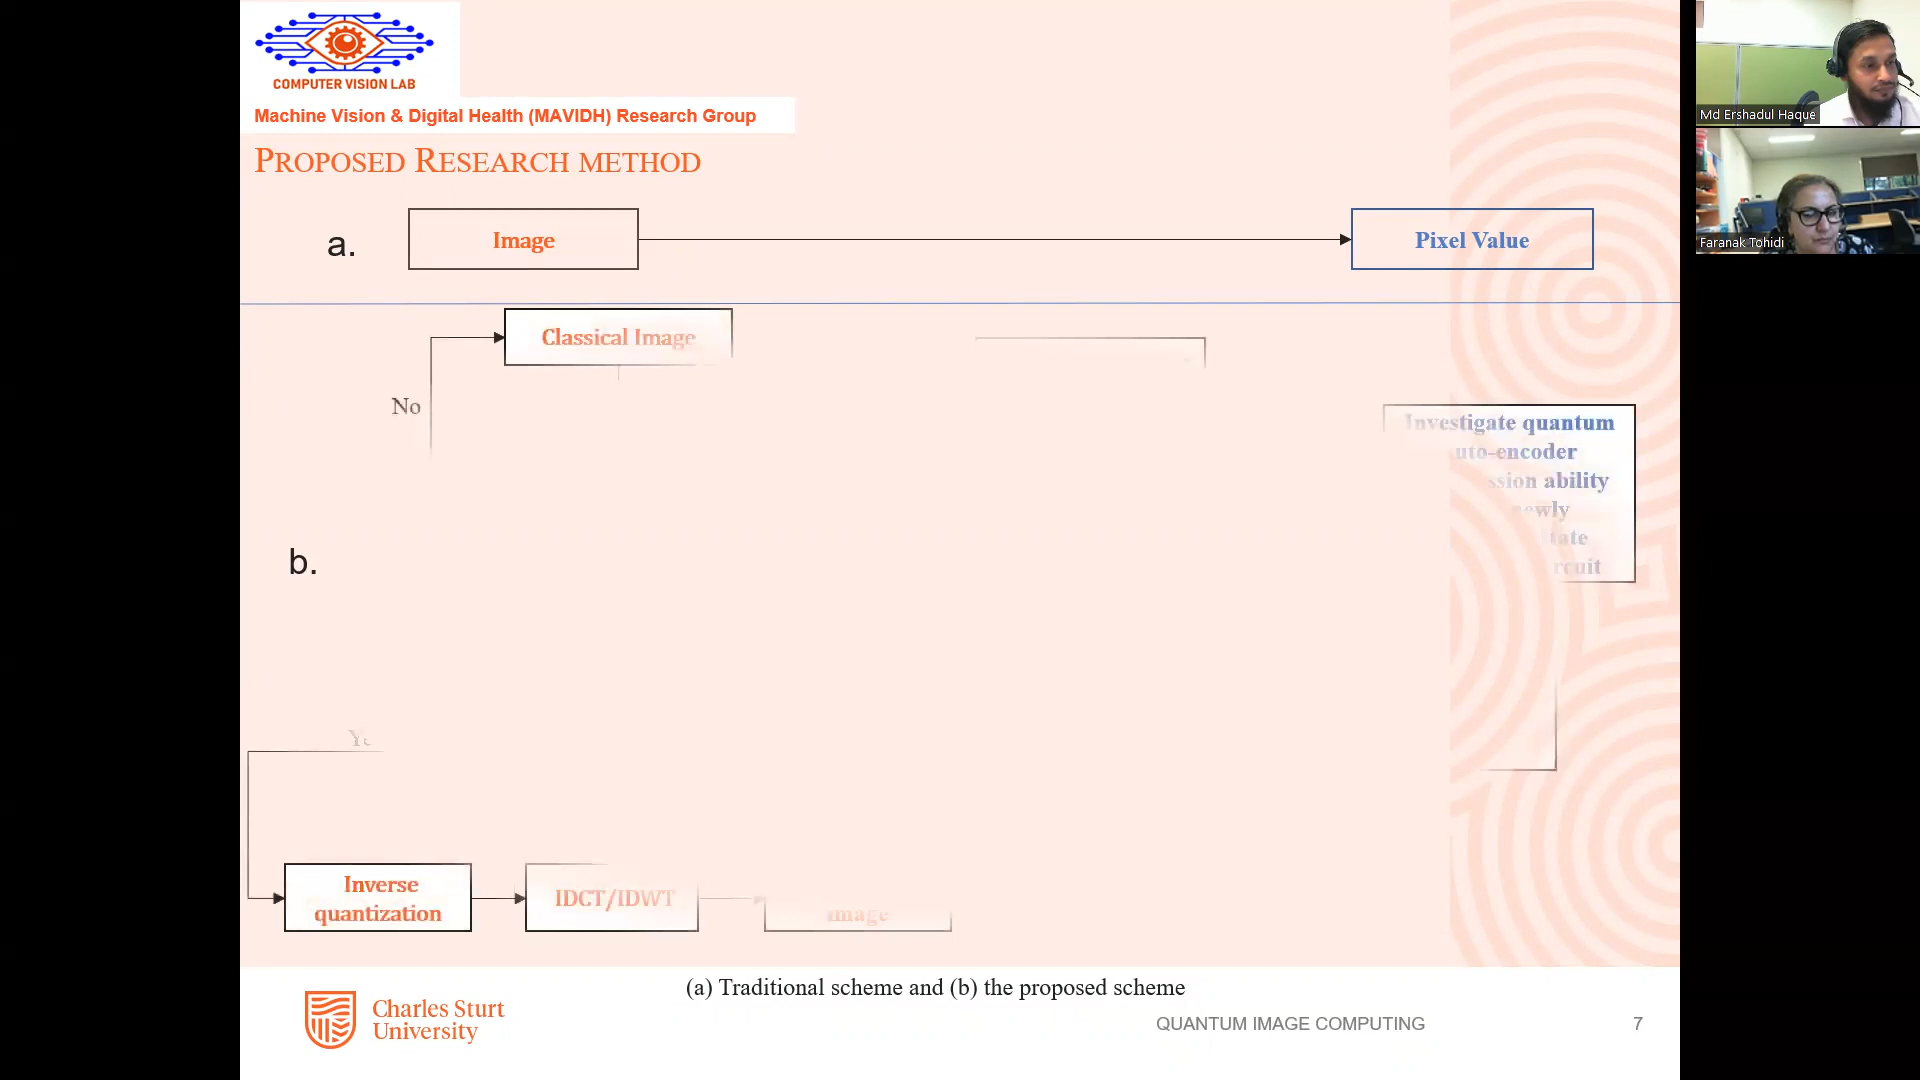 COMPUTER VISION LAB
Machine Vision & Digital Health (MAVIDH) Research Group
PROPOSED RESEARCH METHOD
a.
Image
Pixel Value
Classical Image
No
Investigate quantum
uto-encoder
ssion ability
newly
tate
rcuit
b.
Inverse
quantization
IDCT/IDWT
image
(a) Traditional scheme and (b) the proposed scheme
Charles Sturt
University
QUANTUM IMAGE COMPUTING
7
Md Ershadul Haque
Faranak Tohidi